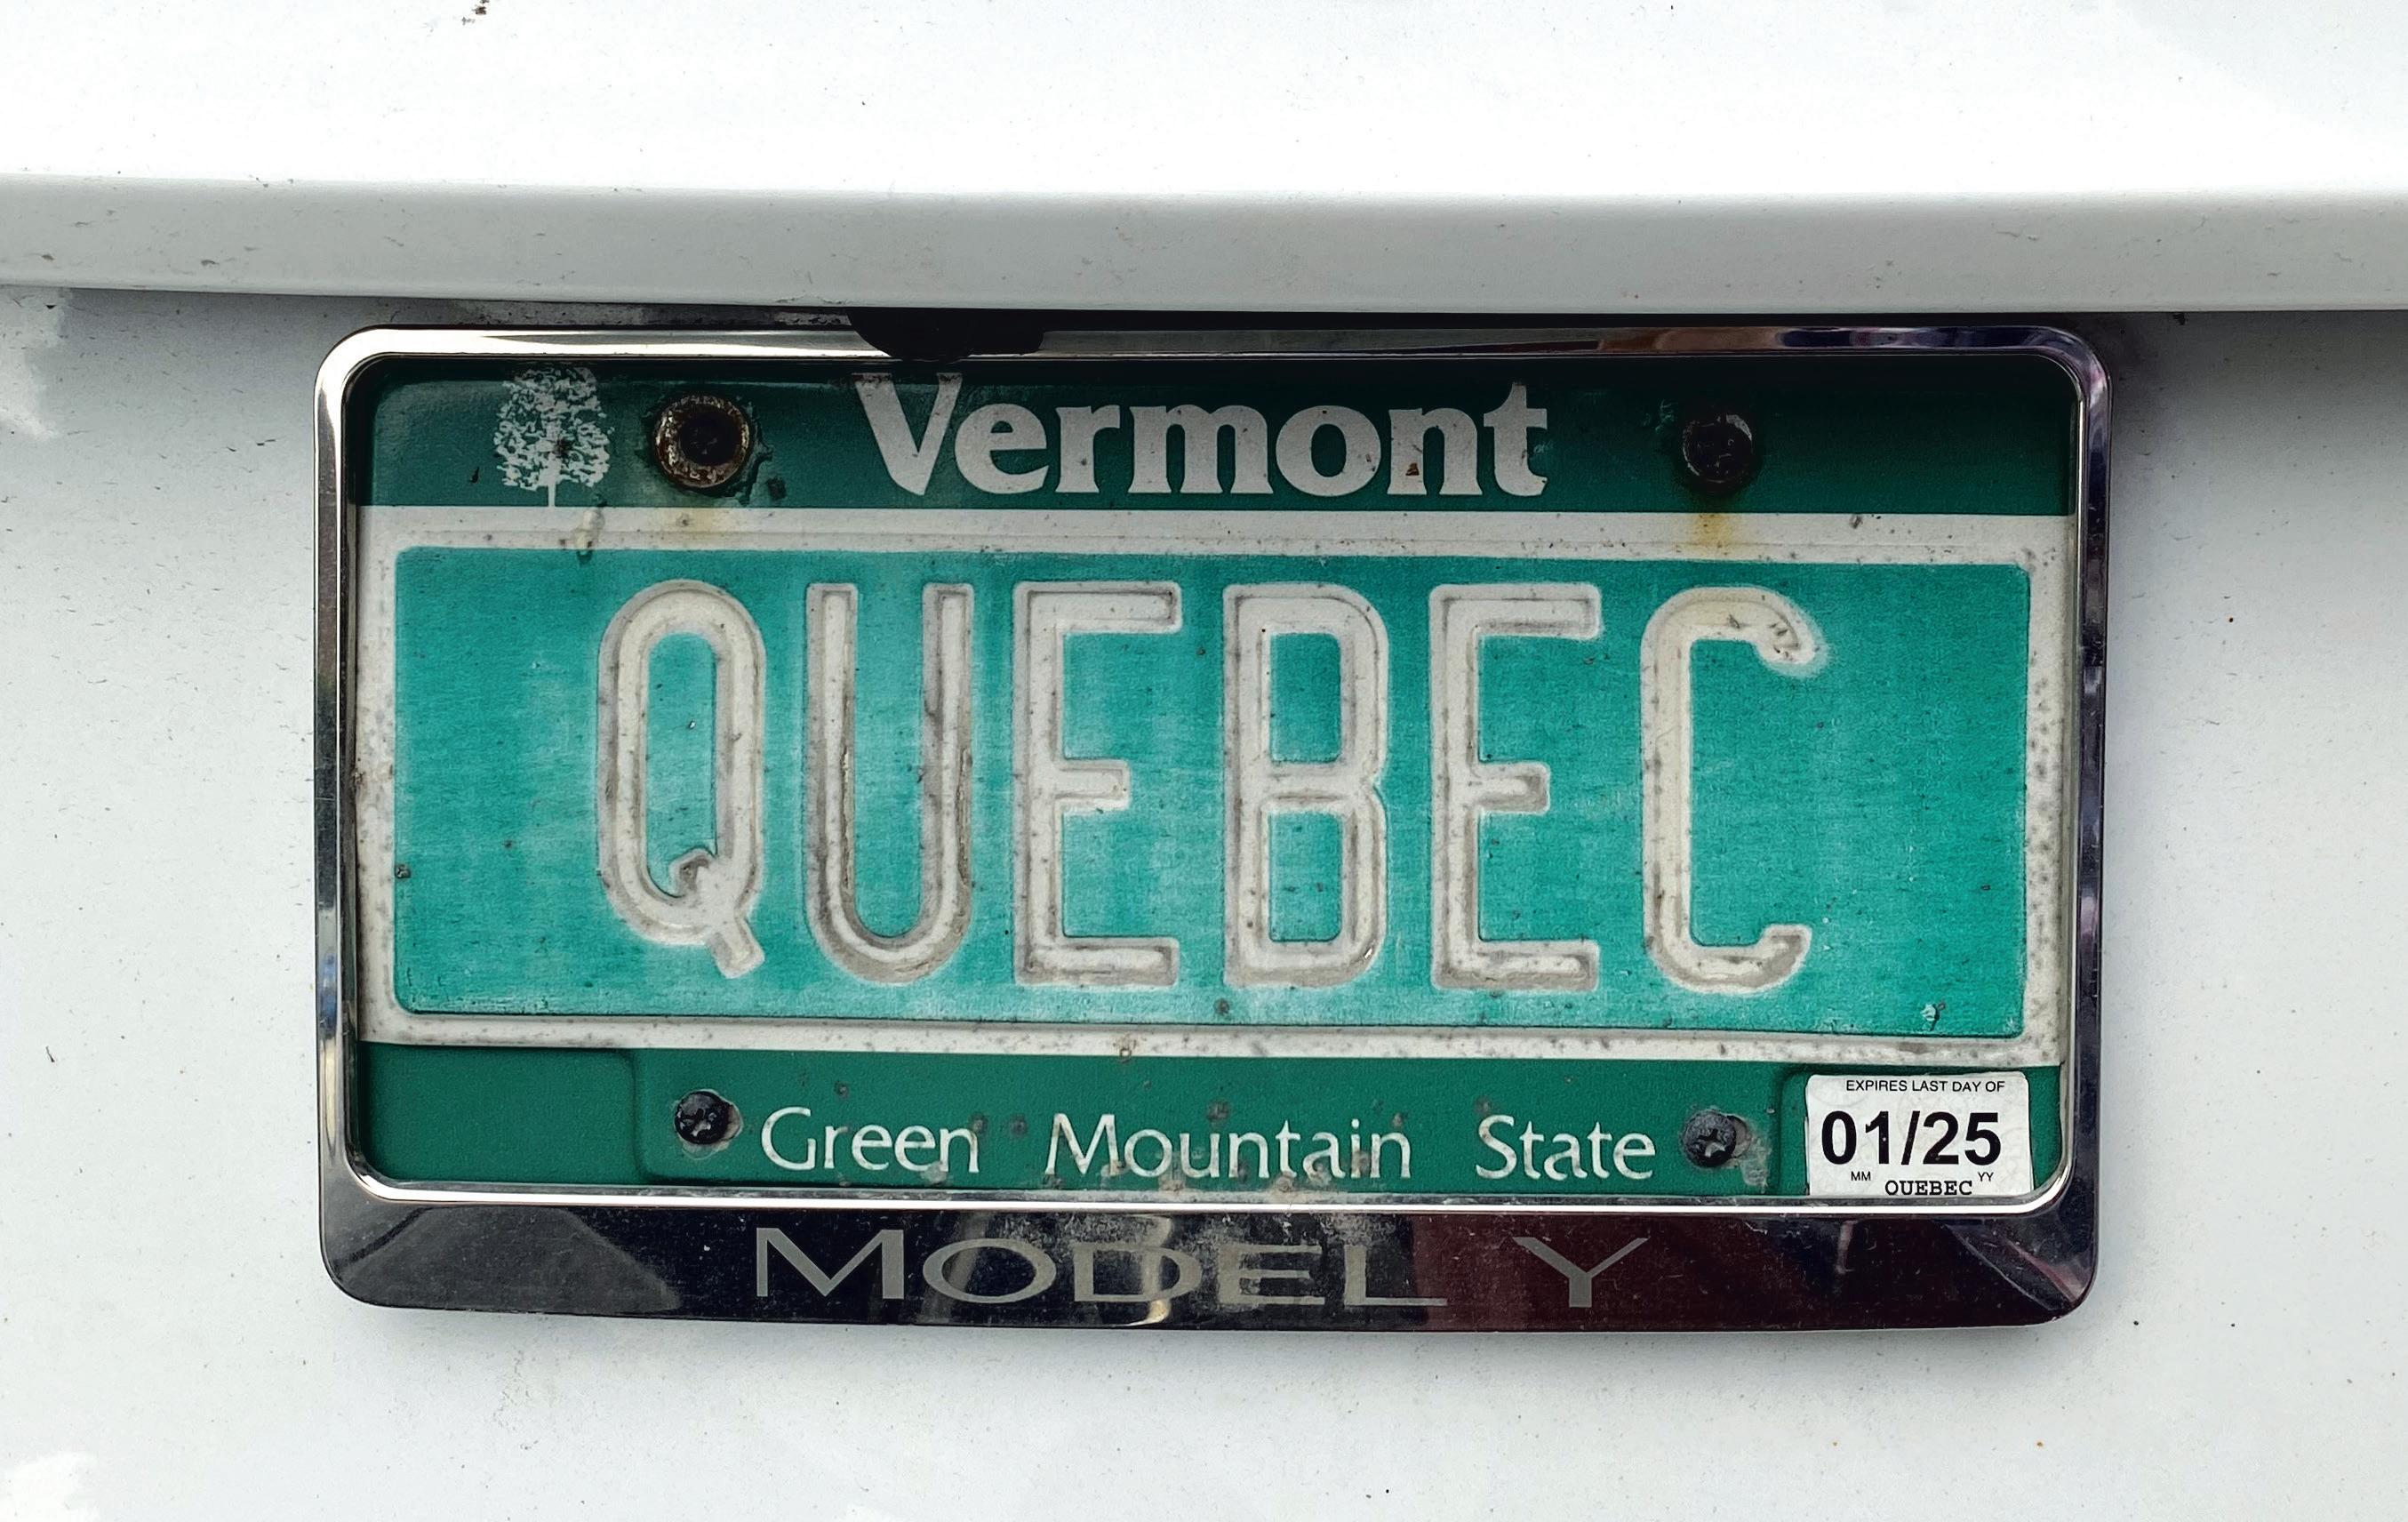 Vermont
QUEBEC
Green Mountain State
EXPIRES LAST DAY OF
01/25
MM YY
QUEBEC
MODEL Y